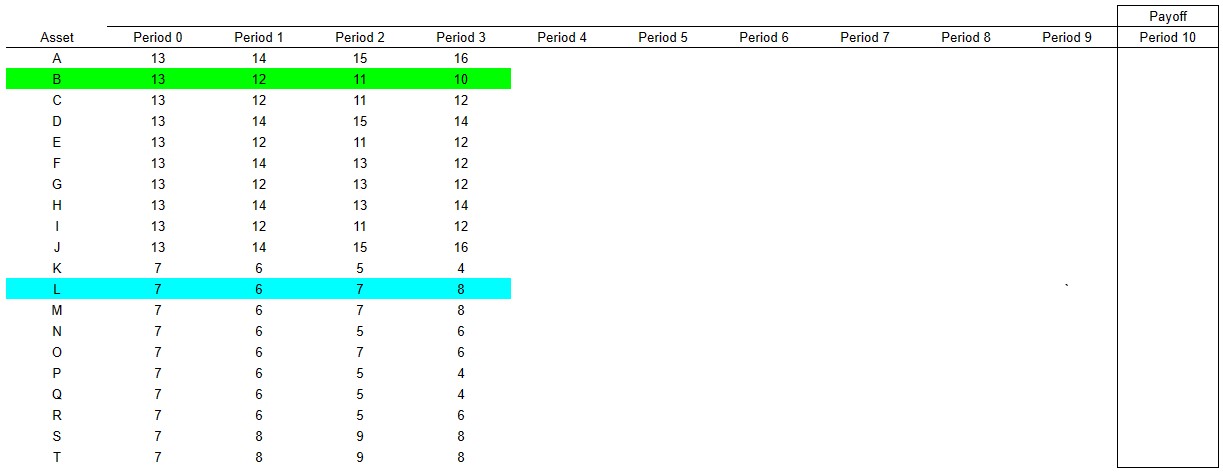 Payoff
Asset Period 0 Period 1 Period 2 Period 3 Period 4 Period 5 Period 6 Period 7 Period 8 Period 9 Period 10
A 13 14 15 16
B 13 12 11 10
C 13 12 11 12
D 13 14 15 14
E 13 12 11 12
F 13 14 13 12
G 13 12 13 12
H 13 14 13 14
I 13 12 11 12
J 13 14 15 16
K 7 6 5 4
L 7 6 7 8 `
M 7 6 7 8
N 7 6 5 6
O 7 6 7 6
P 7 6 5 4
Q 7 6 5 4
R 7 6 5 6
S 7 8 9 8
T 7 8 9 8